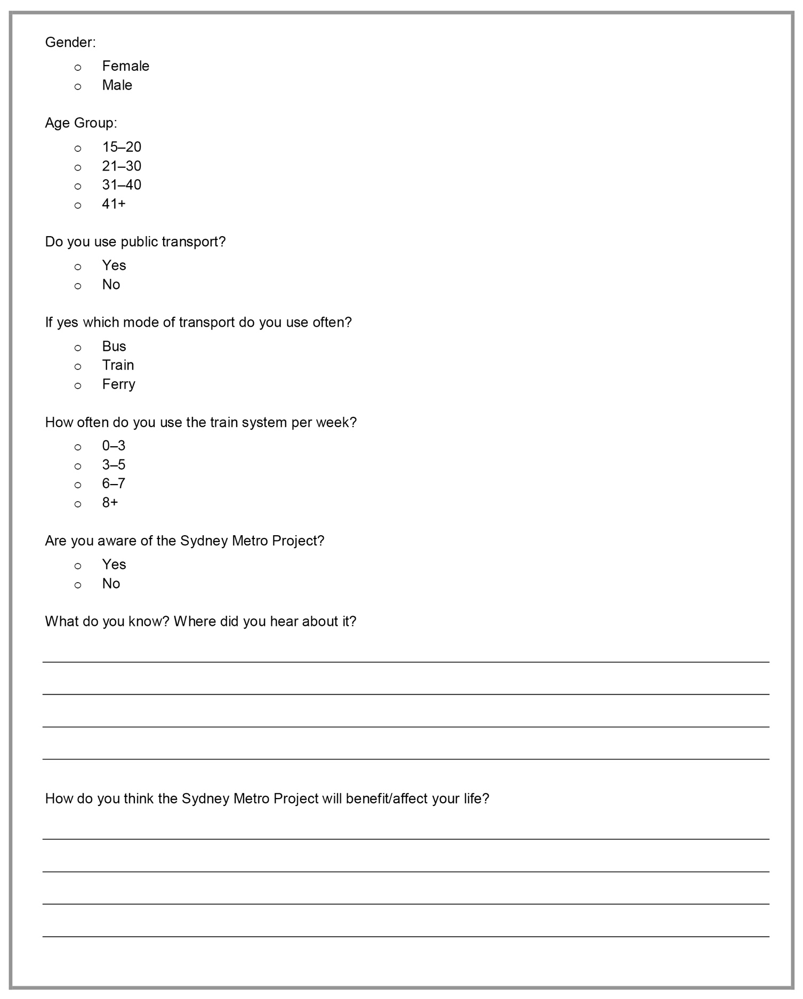 Gender:
Female
Male
Age Group:
15–20
21–30
31–40
41+
Do you use public transport?
Yes
No
If yes which mode of transport do you use often?
Bus
Train
Ferry
How often do you use the train system per week?
0–3
3–5
6–7
8+
Are you aware of the Sydney Metro Project?
Yes
No
What do you know? Where did you hear about it?
How do you think the Sydney Metro Project will benefit/affect your life?